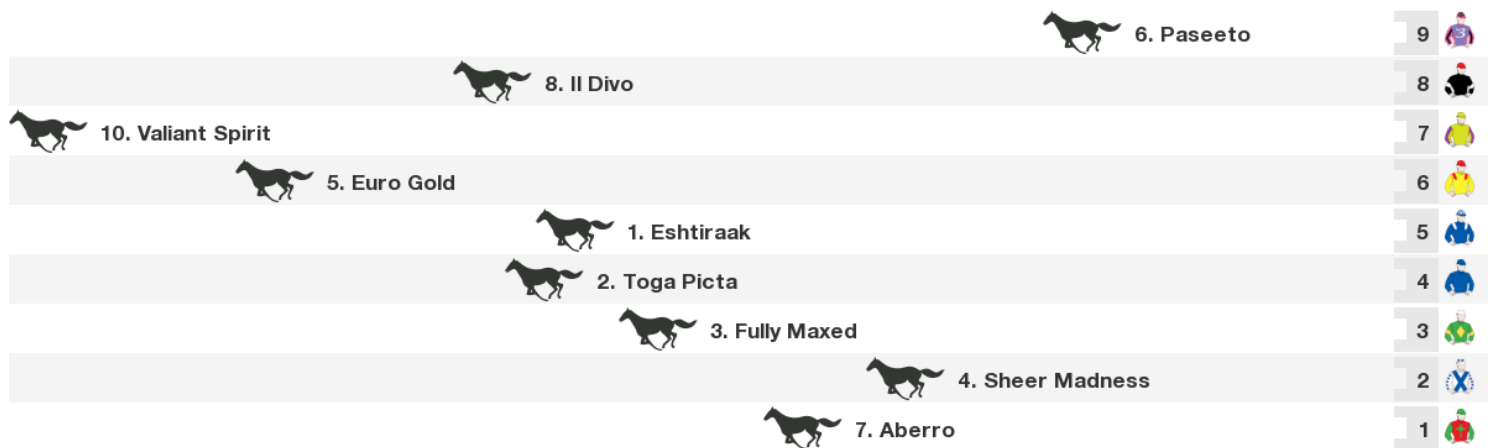 6. Paseeto 9
8. Il Divo 8
10. Valiant Spirit 7
5. Euro Gold 6
1. Eshtiraak 5
2. Toga Picta 4
3. Fully Maxed 3
4. Sheer Madness 2
7. Aberro 1